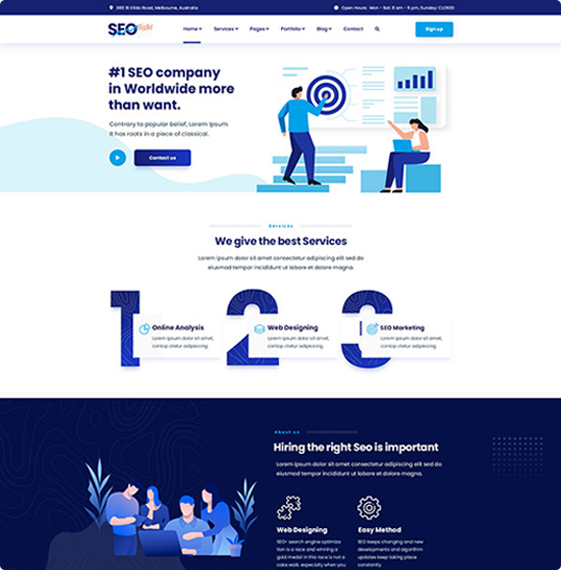 380 St Kilda Road, Melbourne, Australia
Open Hours: Mon - Sat: 8 am - 5 pm, Sunday: CLOSED
SEOlight
Home Services Pages Portfolio Blog Contact
Sign up
#1 SEO company
in Worldwide more
than want.
Contrary to popular belief, Lorem Ipsum
It has roots in a piece of classical.
Contact us
Services
We give the best Services
Lorem ipsum dolor sit amet, consectetur adipiscing elit sed do eiusmod
eiusmod tempor incididunt ut labore et dolore magna.
1
Online Analysis
Lorem ipsum dolor sit amet,
contap ctetur adipiscing
2
Web Designing
Lorem ipsum dolor sit amet,
contap ctetur adipiscing
3
SEO Marketing
Lorem ipsum dolor sit amet,
contap ctetur adipiscing
About us
Hiring the right Seo is important
Lorem ipsum dolor sit amet, consectetur adipiscing elit sed do eiusmod
tempor incididunt ut labore et dolore magna.
Web Designing
SEO+ search engine optimiza
tion is a race and winning a
gold medal in this race is not a
cake walk, especially when you
Easy Method
SEO keeps changing and new
developments and algorithm
updates keep taking place
constantly.